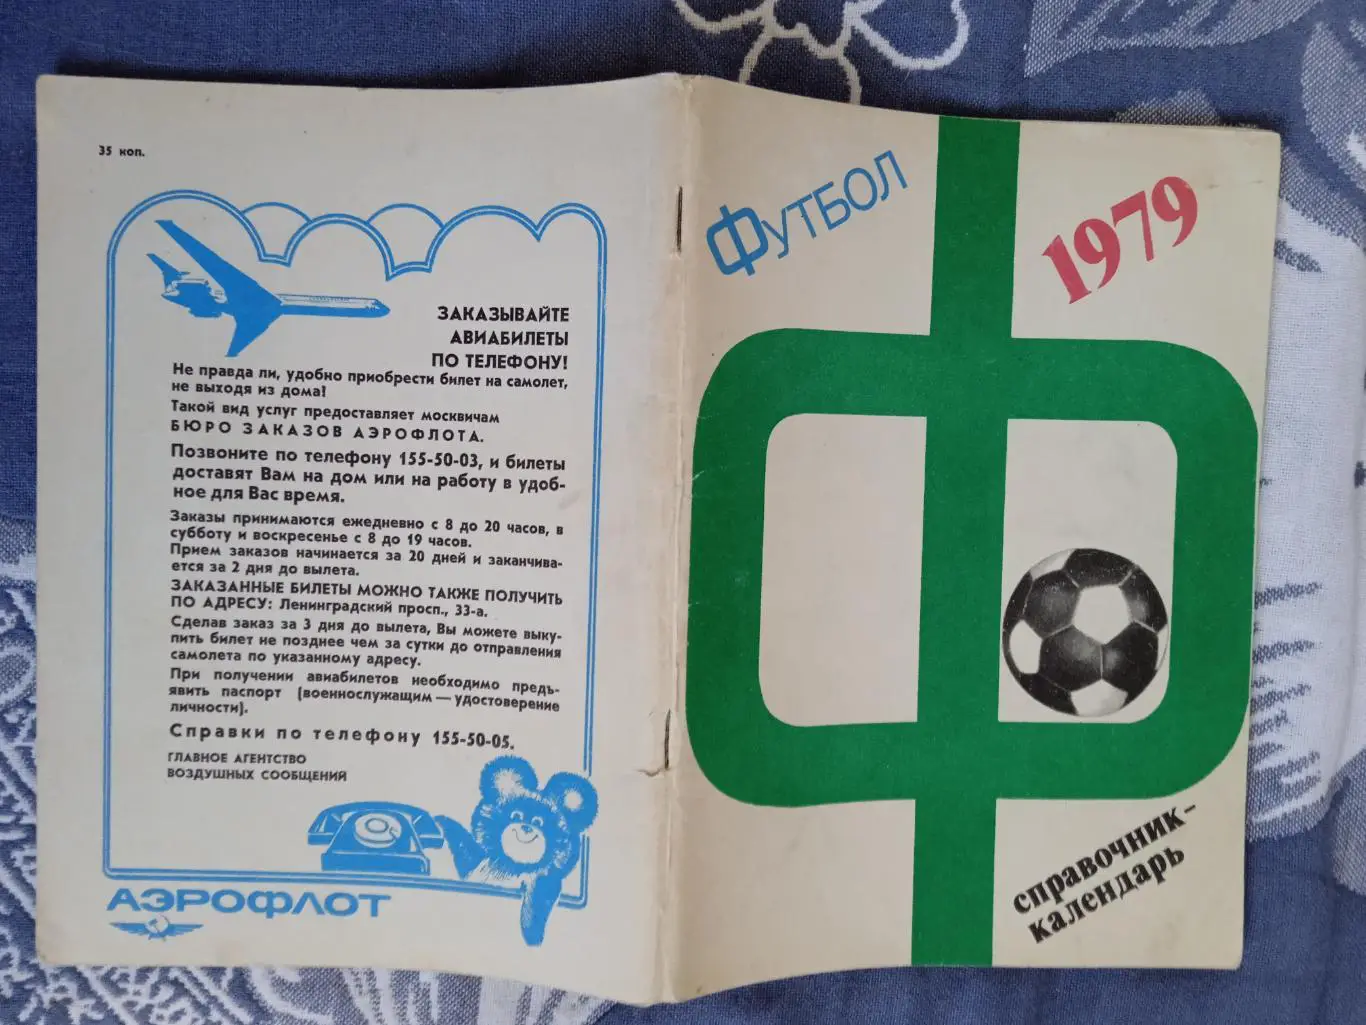 35 коп.
ЗАКАЗЫВАЙТЕ
АВИАБИЛЕТЫ
ПО ТЕЛЕФОНУ!
Не правда ли, удобно приобрести билет на самолет,
не выходя из дома!
Такой вид услуг предоставляет москвичам
БЮРО ЗАКАЗОВ АЭРОФЛОТА.
Позвоните по телефону 155-50-03, и билеты
доставят Вам на дом или на работу в удоб-
ное для Вас время.
Заказы принимаются ежедневно с 8 до 20 часов, в
субботу и воскресенье с 8 до 19 часов.
Прием заказов начинается за 20 дней и заканчива-
ется за 2 дня до вылета.
ЗАКАЗАННЫЕ БИЛЕТЫ МОЖНО ТАКЖЕ ПОЛУЧИТЬ
ПО АДРЕСУ: Ленинградский просп., 33-а.
Сделав заказ за 3 дня до вылета, Вы можете выку-
пить билет не позднее чем за сутки до отправления
самолета по указанному адресу.
При получении авиабилетов необходимо предъ-
явить паспорт (военнослужащим — удостоверение
личности).
Справки по телефону 155-50-05.
ГЛАВНОЕ АГЕНТСТВО
ВОЗДУШНЫХ СООБЩЕНИЙ
АЭРОФЛОТ
ФУТБОЛ
1979
Ф
справочник-
календарь